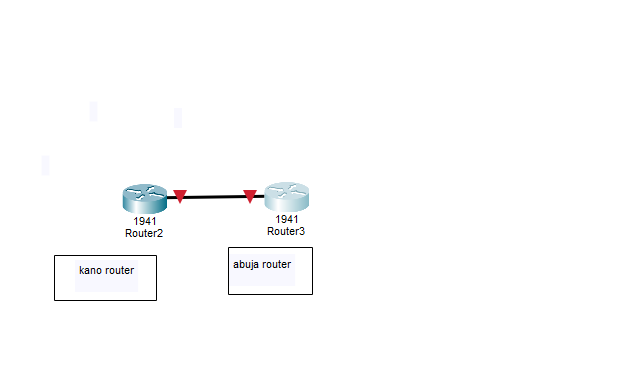 1941
Router2
1941
Router3
kano router
abuja router